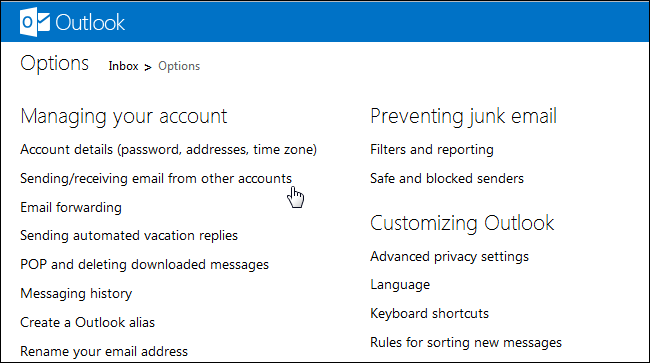 Outlook
Options Inbox > Options
Managing your account
Account details (password, addresses, time zone)
Sending/receiving email from other accounts
Email forwarding
Sending automated vacation replies
POP and deleting downloaded messages
Messaging history
Create a Outlook alias
Rename your email address
Preventing junk email
Filters and reporting
Safe and blocked senders
Customizing Outlook
Advanced privacy settings
Language
Keyboard shortcuts
Rules for sorting new messages